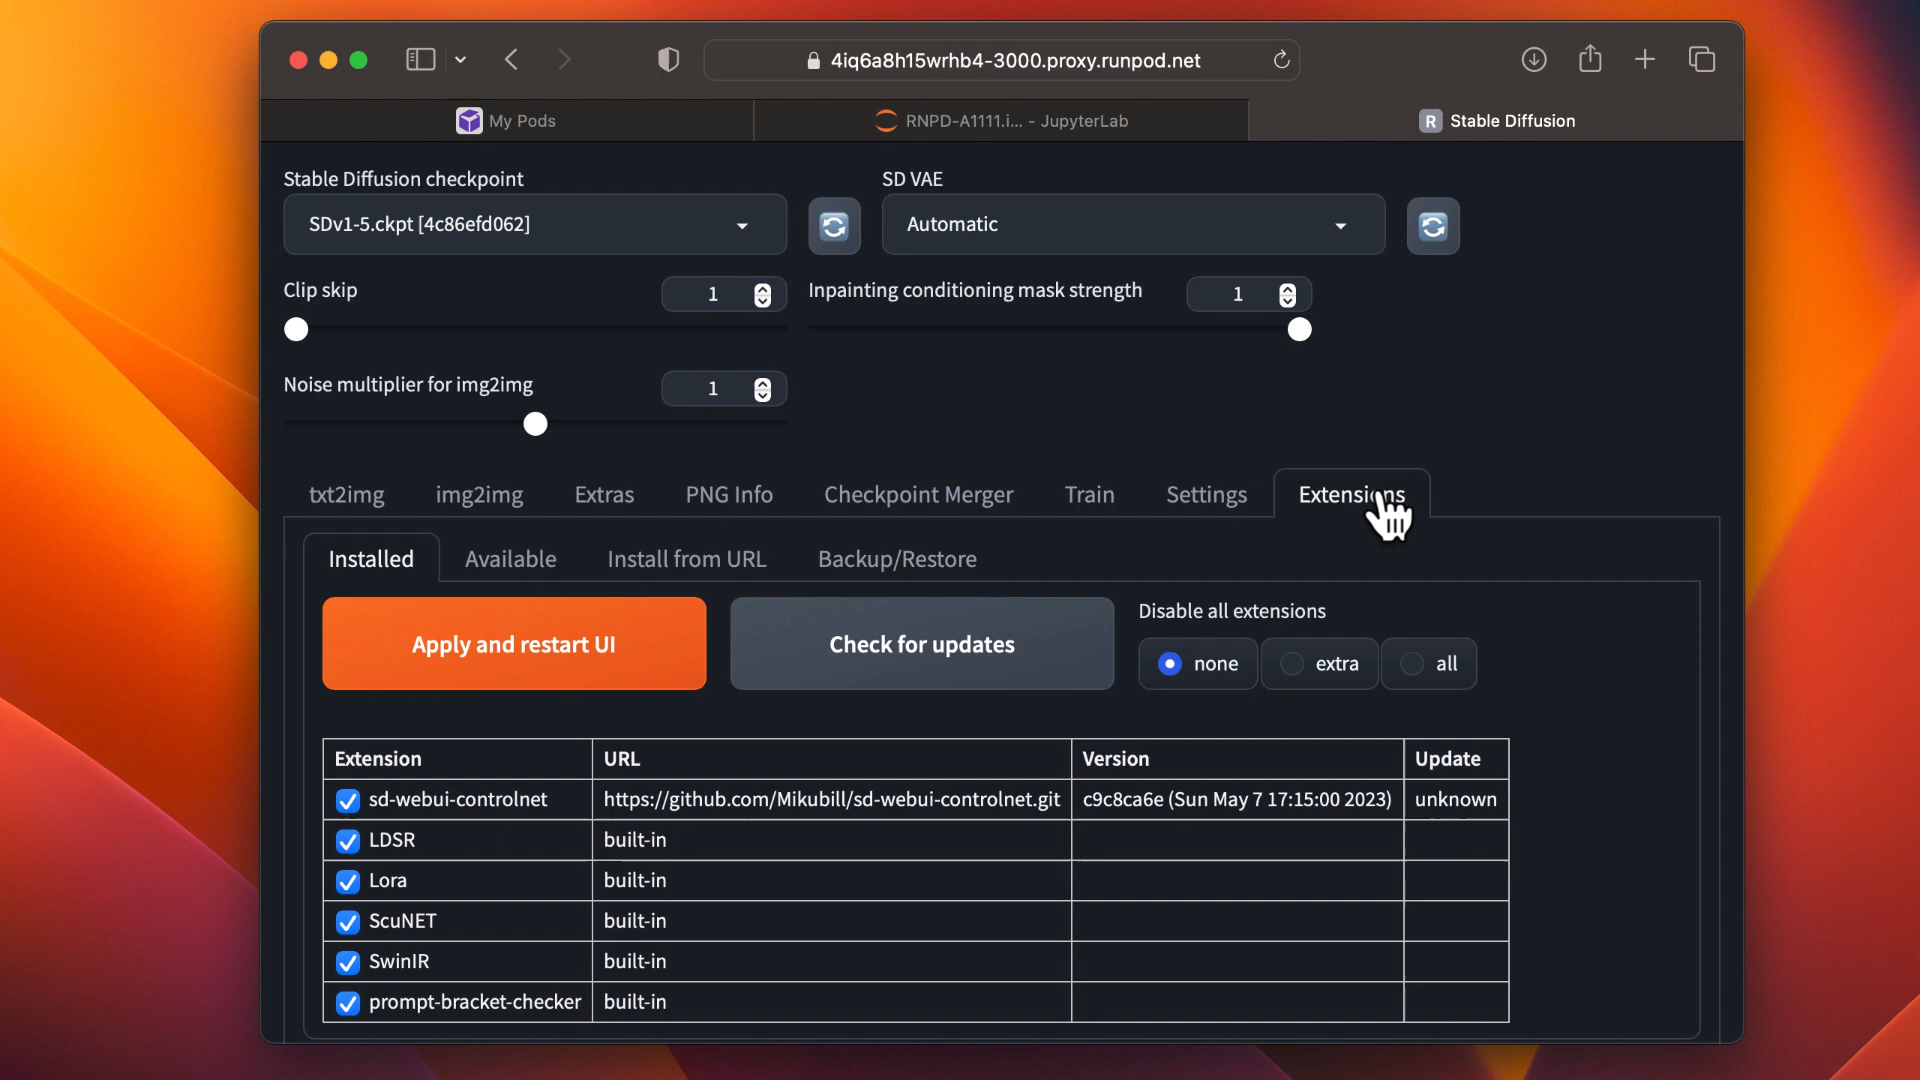 4iq6a8h15wrhb4-3000.proxy.runpod.net
My Pods
RNPD-A1111.i... - JupyterLab
R Stable Diffusion
Stable Diffusion checkpoint
SD VAE
SDv1-5.ckpt [4c86efd062]
Automatic
Clip skip
1
Inpainting conditioning mask strength
1
Noise multiplier for img2img
1
txt2img img2img Extras PNG Info Checkpoint Merger Train Settings Extensions
Installed Available Install from URL Backup/Restore
Apply and restart UI
Check for updates
Disable all extensions
none extra all
Extension URL Version Update
sd-webui-controlnet https://github.com/Mikubill/sd-webui-controlnet.git c9c8ca6e (Sun May 7 17:15:00 2023) unknown
LDSR built-in
Lora built-in
ScuNET built-in
SwinIR built-in
prompt-bracket-checker built-in